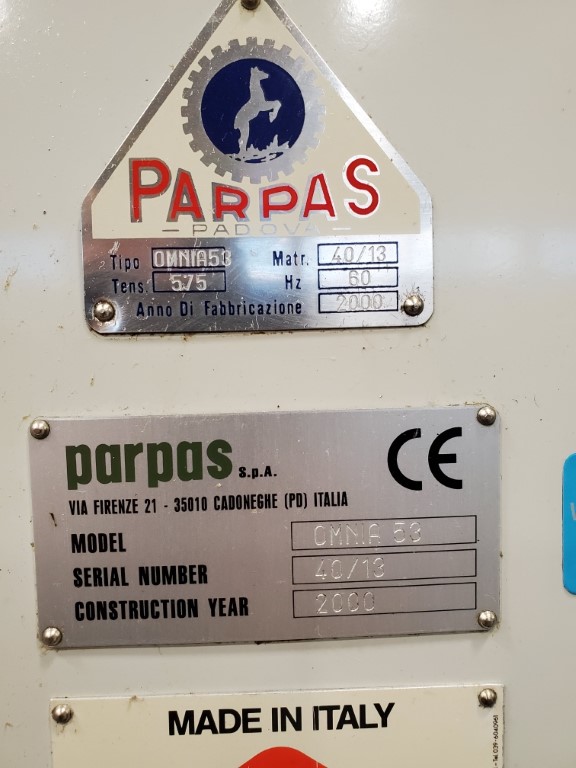 PARPAS
- PADOVA -
Tipo OMNIA53 Matr. 40/13
Tens. 575 Hz 60
Anno Di Fabbricazione 2000
parpas S.p.A. CE
VIA FIRENZE 21 - 35010 CADONEGHE (PD) ITALIA
MODEL OMNIA 53
SERIAL NUMBER 40/13
CONSTRUCTION YEAR 2000
MADE IN ITALY